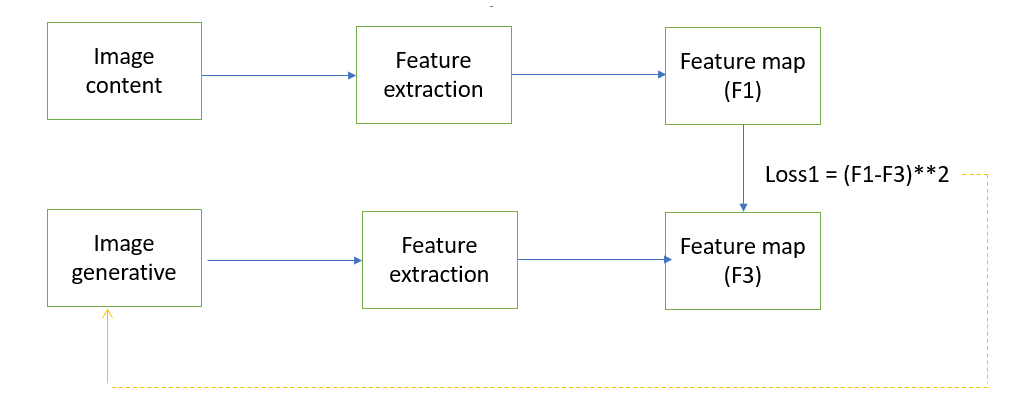 Image
content
Feature
extraction
Feature map
(F1)
Loss1 = (F1-F3)**2
Image
generative
Feature
extraction
Feature map
(F3)